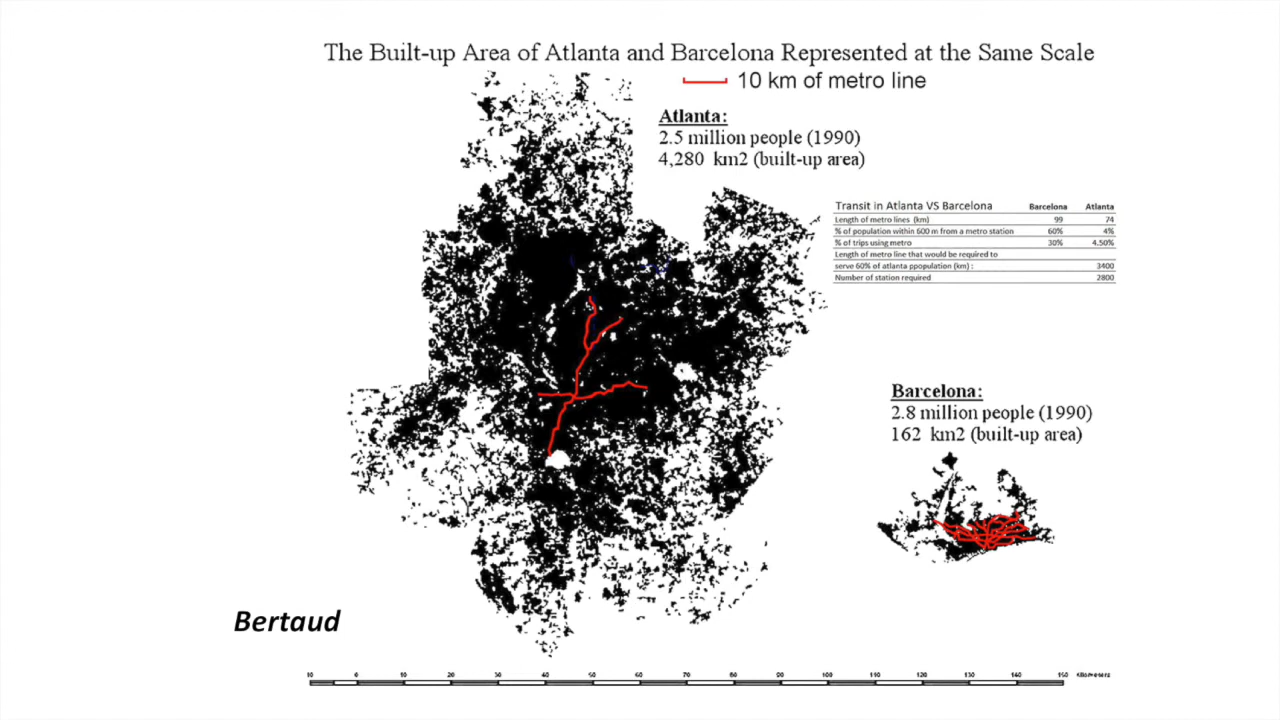 The Built-up Area of Atlanta and Barcelona Represented at the Same Scale
10 km of metro line
Atlanta:
2.5 million people (1990)
4,280 km2 (built-up area)
Transit in Atlanta VS Barcelona Barcelona Atlanta
Length of metro lines (km) 99 74
% of population within 600 m from a metro station 60% 4%
% of trips using metro 30% 4.50%
Length of metro line that would be required to
serve 60% of atlanta ppopulation (km) : 3400
Number of station required 2800
Barcelona:
2.8 million people (1990)
162 km2 (built-up area)
Bertaud
10 0 10 20 30 40 50 60 70 80 90 100 110 120 130 140 150 Kilometers